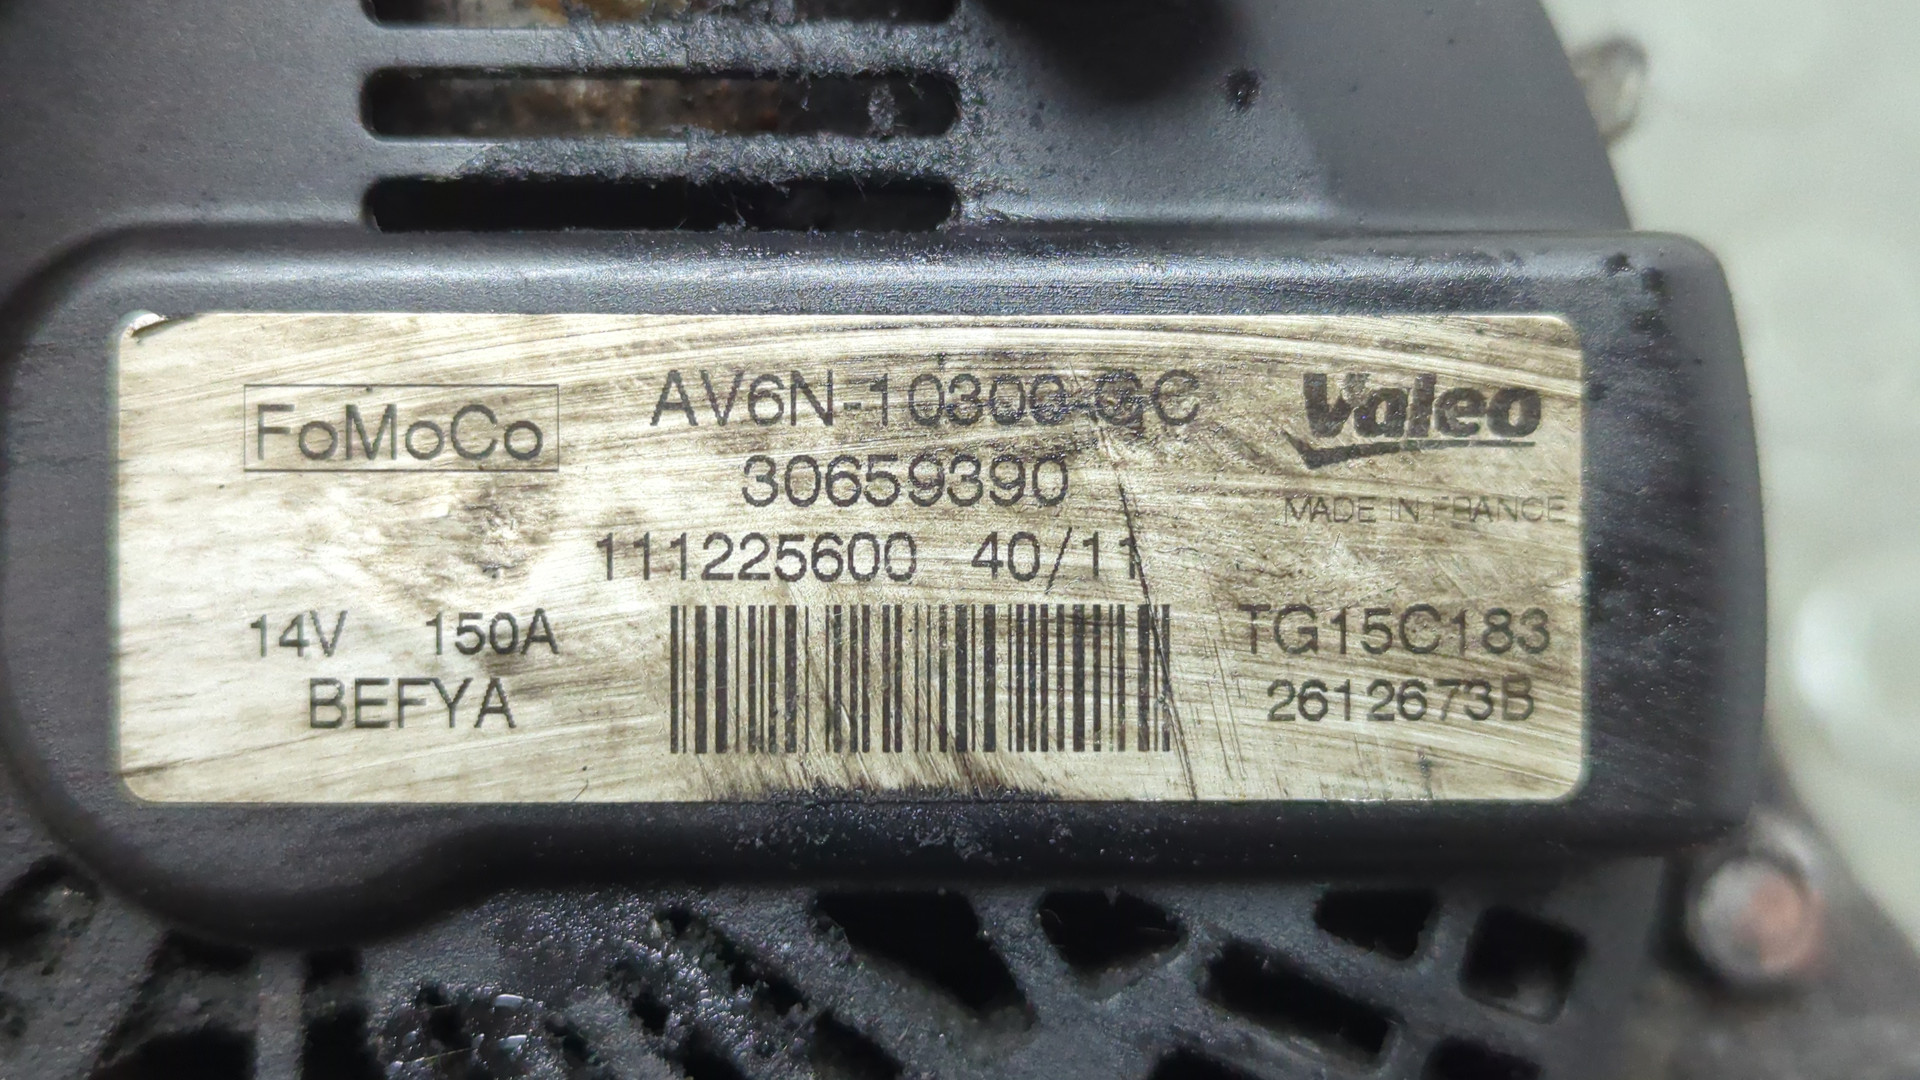 FoMoCo
AV6N-10300-GC
30659390
111225600 40/11
Valeo
MADE IN FRANCE
14V 150A
BEFYA
TG15C183
2612673B